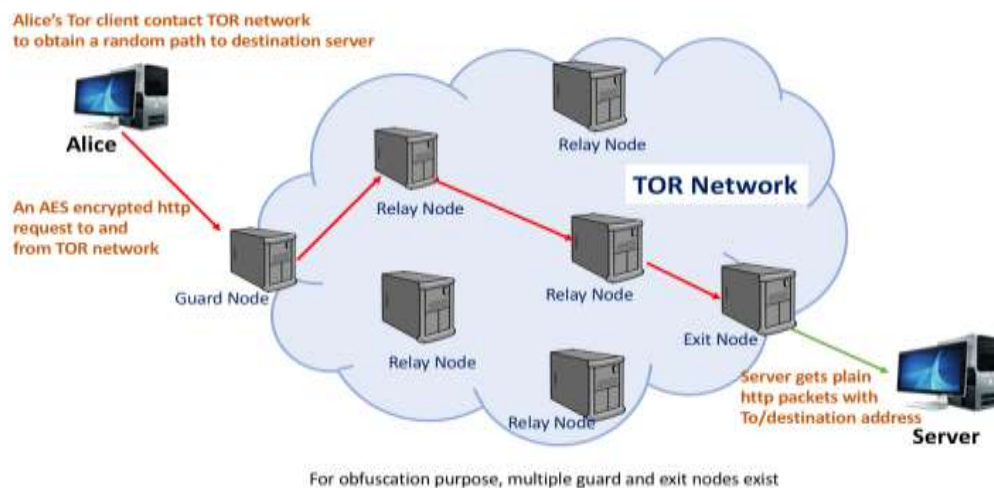 Alice's Tor client contact TOR network
to obtain a random path to destination server
Alice
Relay Node
TOR Network
Relay Node
An AES encrypted http
request to and
from TOR network
Guard Node
Relay Node
Exit Node
Relay Node
Server gets plain
http packets with
To/destination address
Relay Node
Server
For obfuscation purpose, multiple guard and exit nodes exist